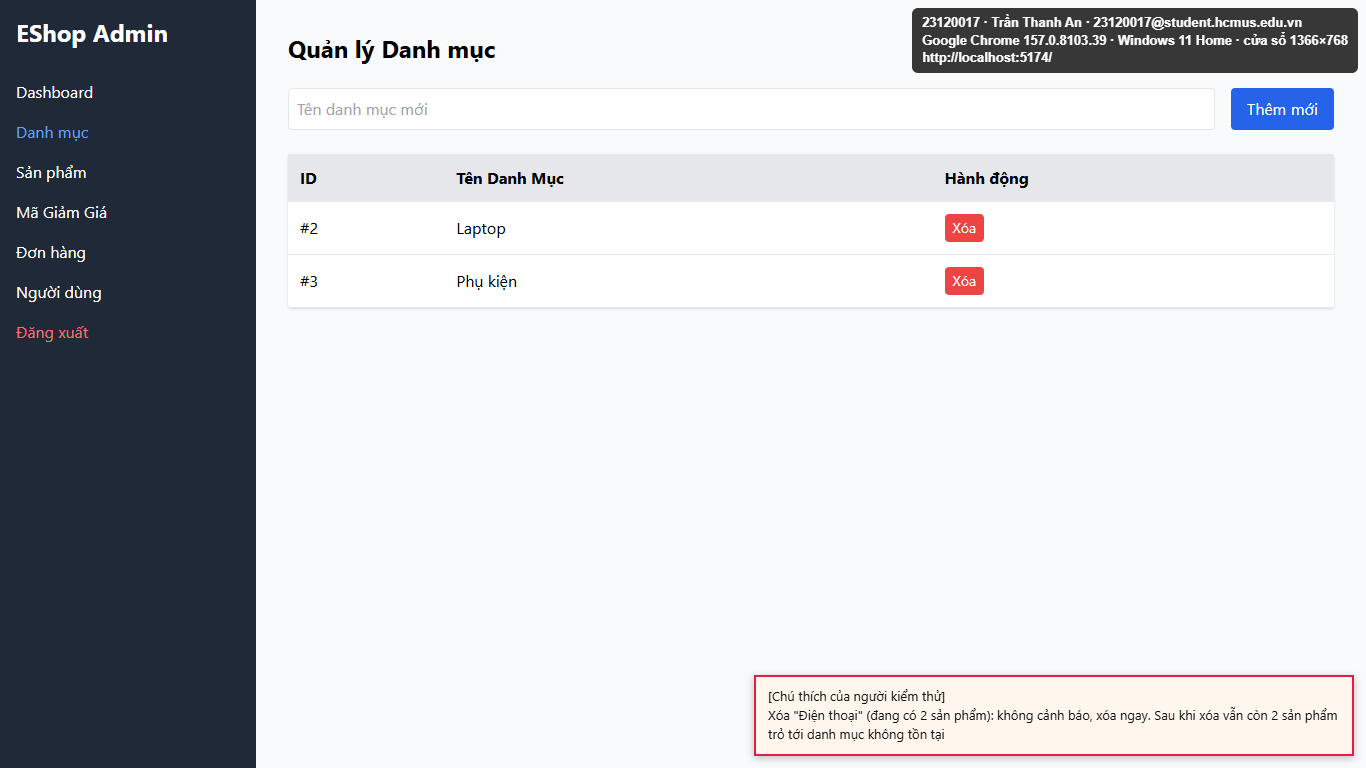 EShop Admin
Dashboard
Danh mục
Sản phẩm
Mã Giảm Giá
Đơn hàng
Người dùng
Đăng xuất
23120017 · Trần Thanh An · 23120017@student.hcmus.edu.vn
Google Chrome 157.0.8103.39 · Windows 11 Home · cửa sổ 1366×768
http://localhost:5174/
Quản lý Danh mục
Tên danh mục mới
Thêm mới
ID Tên Danh Mục Hành động
#2 Laptop Xóa
#3 Phụ kiện Xóa
[Chú thích của người kiểm thử]
Xóa "Điện thoại" (đang có 2 sản phẩm): không cảnh báo, xóa ngay. Sau khi xóa vẫn còn 2 sản phẩm
trỏ tới danh mục không tồn tại